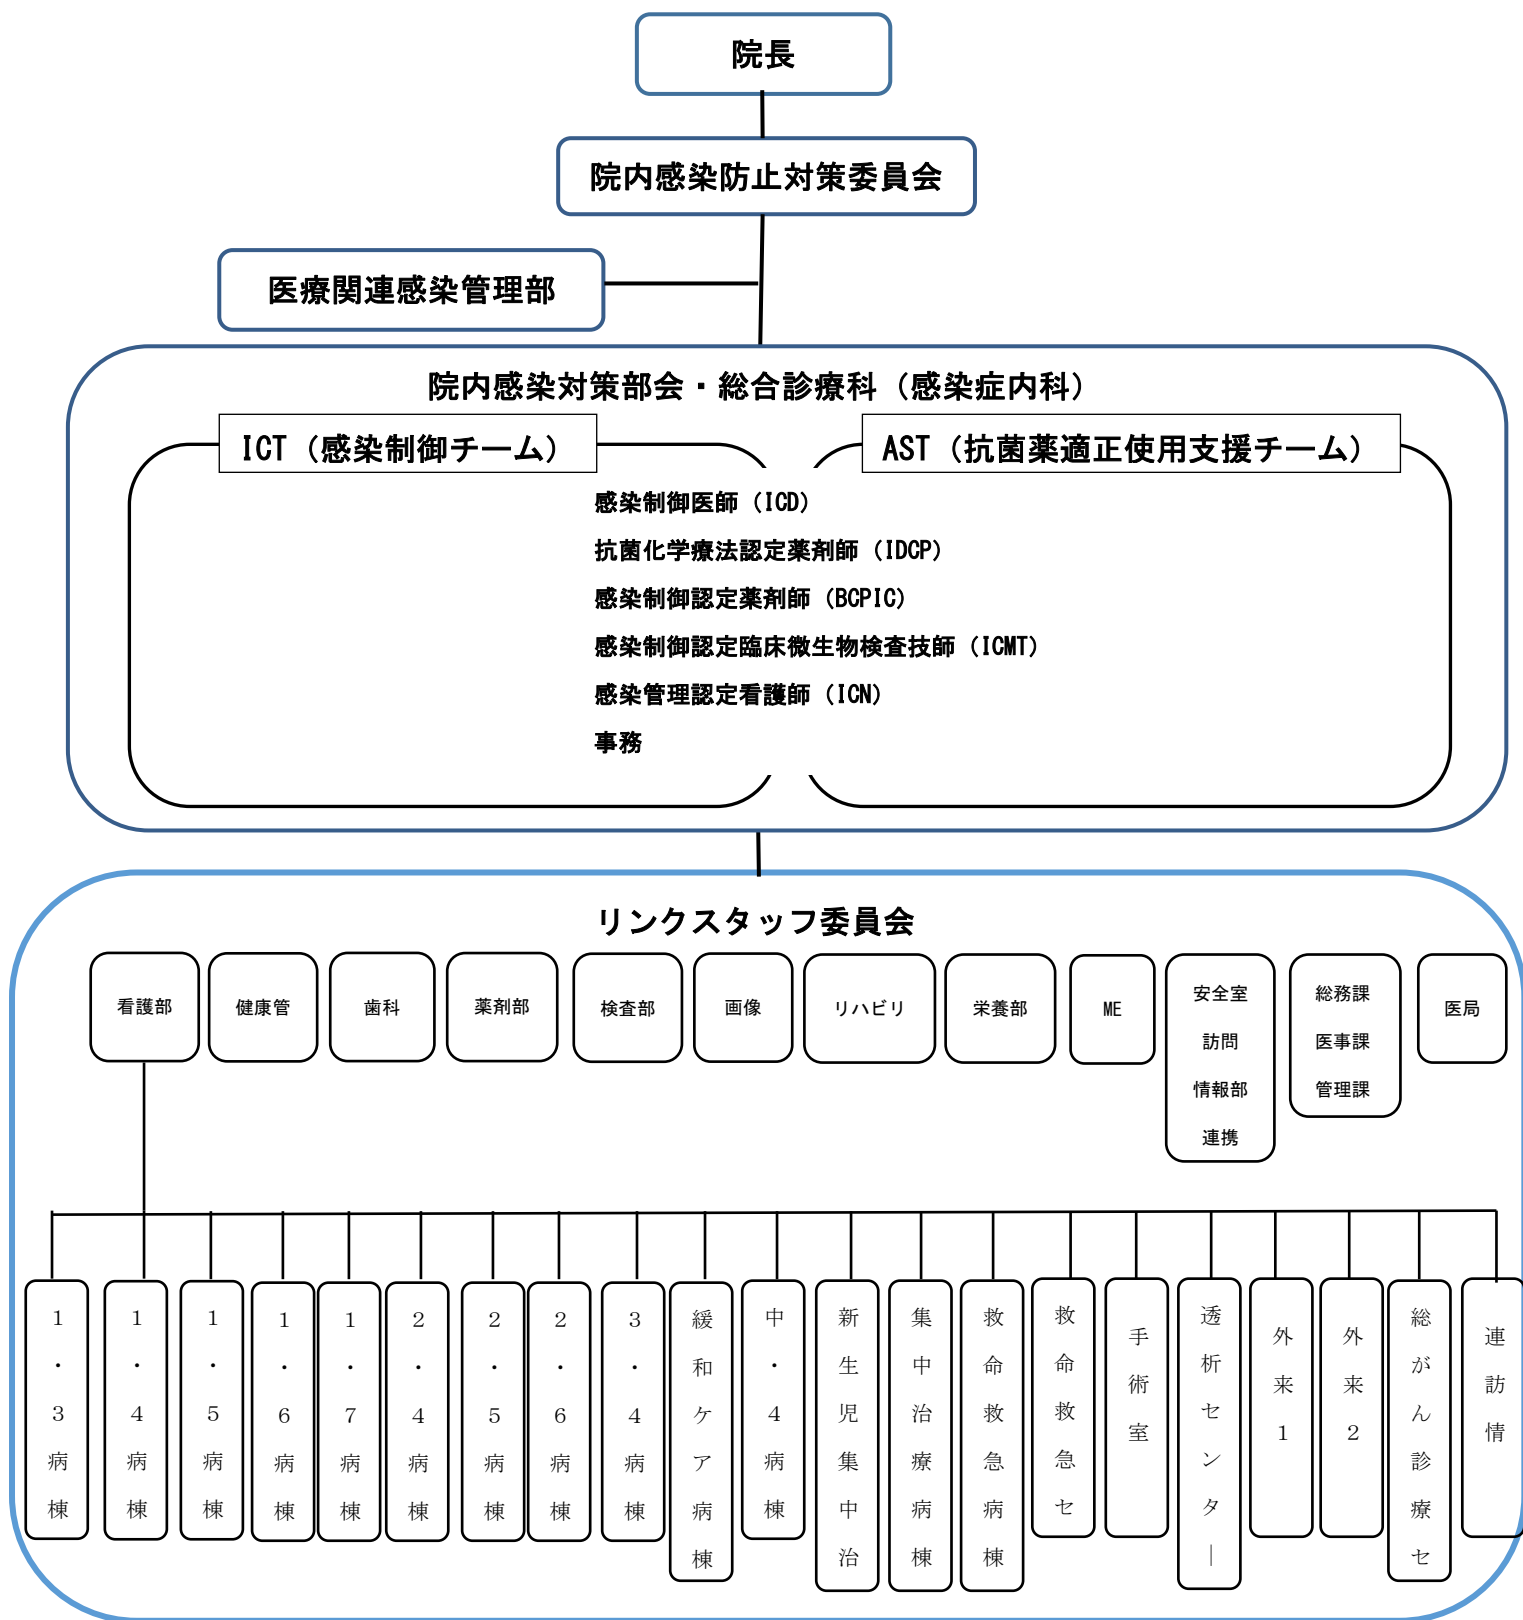 院長
院内感染防止対策委員会
医療関連感染管理部
院内感染対策部会・総合診療科（感染症内科）
ICT（感染制御チーム）
AST（抗菌薬適正使用支援チーム）
感染制御医師（ICD）
抗菌化学療法認定薬剤師（IDCP）
感染制御認定薬剤師（BCPIC）
感染制御認定臨床微生物検査技師（ICMT）
感染管理認定看護師（ICN）
事務
リンクスタッフ委員会
看護部
健康管
歯科
薬剤部
検査部
画像
リハビリ
栄養部
ME
安全室
訪問
情報部
連携
総務課
医事課
管理課
医局
1・3病棟
1・4病棟
1・5病棟
1・6病棟
1・7病棟
2・4病棟
2・5病棟
2・6病棟
3・4病棟
緩和ケア病棟
中・4病棟
新生児集中治
集中治療病棟
救命救急病棟
救命救急セ
手術室
透析センター
外来1
外来2
総がん診療セ
連訪情